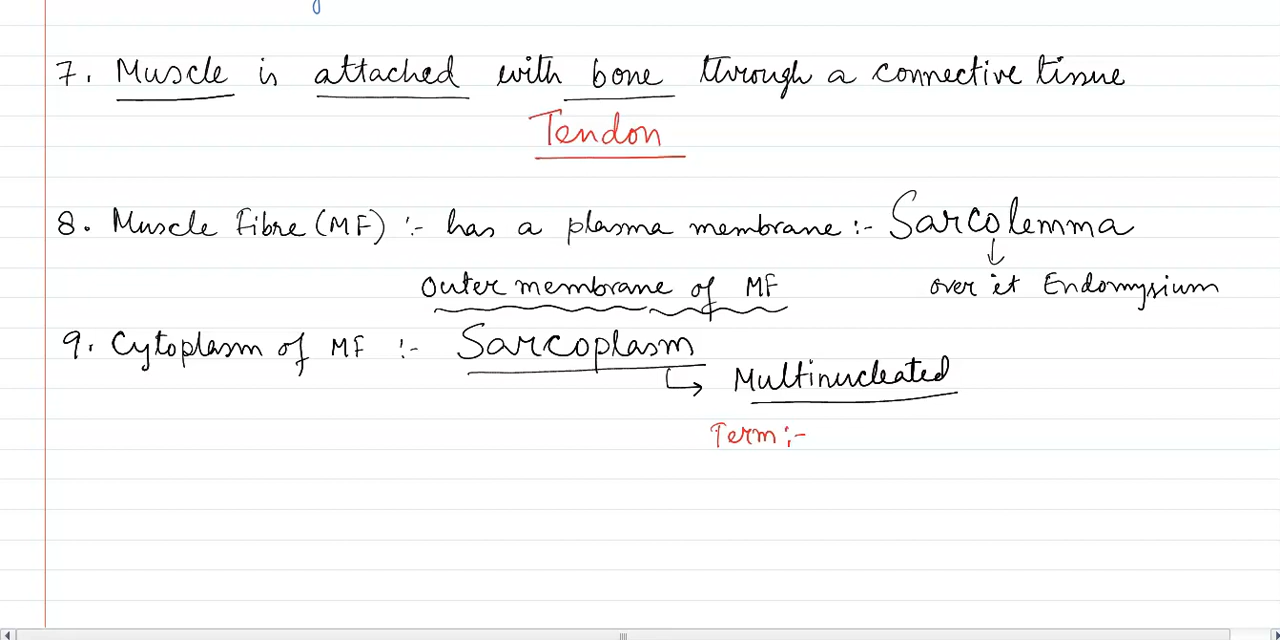 7. Muscle is attached with bone through a connective tissue
Tendon
8. Muscle Fibre (MF) :- has a plasma membrane :- Sarcolemma
Outer membrane of MF
over it Endomysium
9. Cytoplasm of MF :- Sarcoplasm
Multinucleated
Term :-